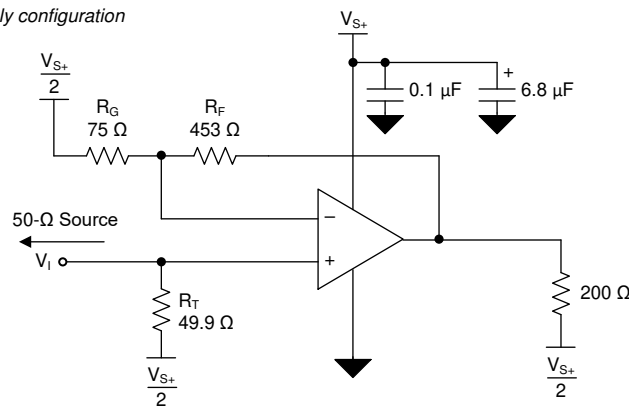 ly configuration
V_S+
V_S+
2
R_G
75 Ω
R_F
453 Ω
0.1 µF
+
6.8 µF
50-Ω Source
V_I
−
+
R_T
49.9 Ω
200 Ω
V_S+
2
V_S+
2